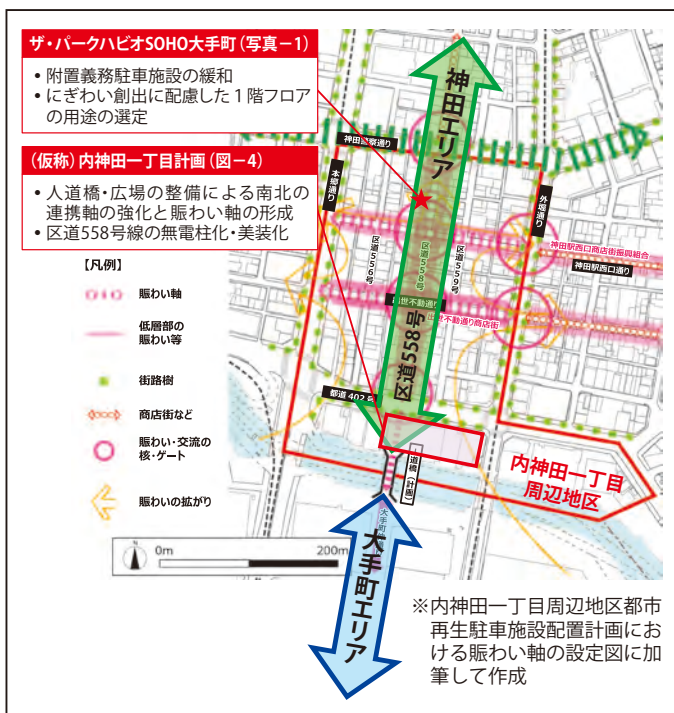 ザ・パークハビオSOHO大手町（写真－1）
• 附置義務駐車施設の緩和
• にぎわい創出に配慮した1階フロア
の用途の選定
（仮称）内神田一丁目計画（図－4）
• 人道橋・広場の整備による南北の
連携軸の強化と賑わい軸の形成
• 区道558号線の無電柱化・美装化
【凡例】
賑わい軸
低層部の
賑わい等
街路樹
商店街など
賑わい・交流の
核・ゲート
賑わいの拡がり
0m
200m
神田エリア
神田警察通り
本郷通り
外堀通り
区道556号
区道558号
区道559号
神田駅西口商店街振興組合
神田駅西口通り
出世不動通り
出世不動通り商店街
区道558号
都道402号
人道橋（計画）
内神田一丁目
周辺地区
大手町エリア
※内神田一丁目周辺地区都市
再生駐車施設配置計画にお
ける賑わい軸の設定図に加
筆して作成